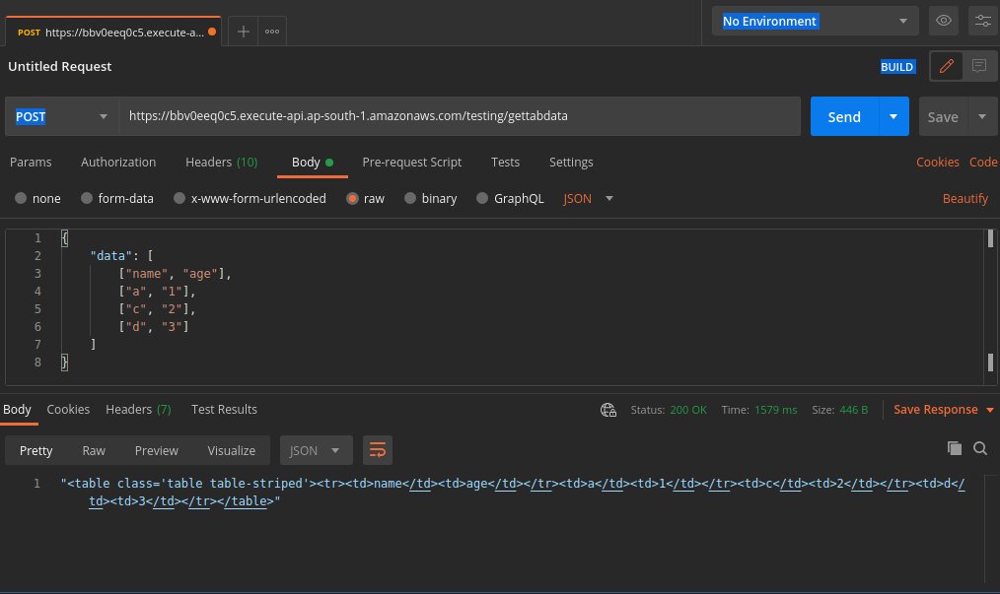 POST https://bbv0eeq0c5.execute-a...
No Environment
Untitled Request
BUILD
POST https://bbv0eeq0c5.execute-api.ap-south-1.amazonaws.com/testing/gettabdata
Send
Save
Params Authorization Headers (10) Body Pre-request Script Tests Settings Cookies Code
none form-data x-www-form-urlencoded raw binary GraphQL JSON Beautify
1 {
2 "data": [
3 ["name", "age"],
4 ["a", "1"],
5 ["c", "2"],
6 ["d", "3"]
7 ]
8 }
Body Cookies Headers (7) Test Results Status: 200 OK Time: 1579 ms Size: 446 B Save Response
Pretty Raw Preview Visualize JSON
1 "<table class='table table-striped'><tr><td>name</td><td>age</td></tr><td>a</td><td>1</td></tr><td>c</td><td>2</td></tr><td>d</
td><td>3</td></tr></table>"